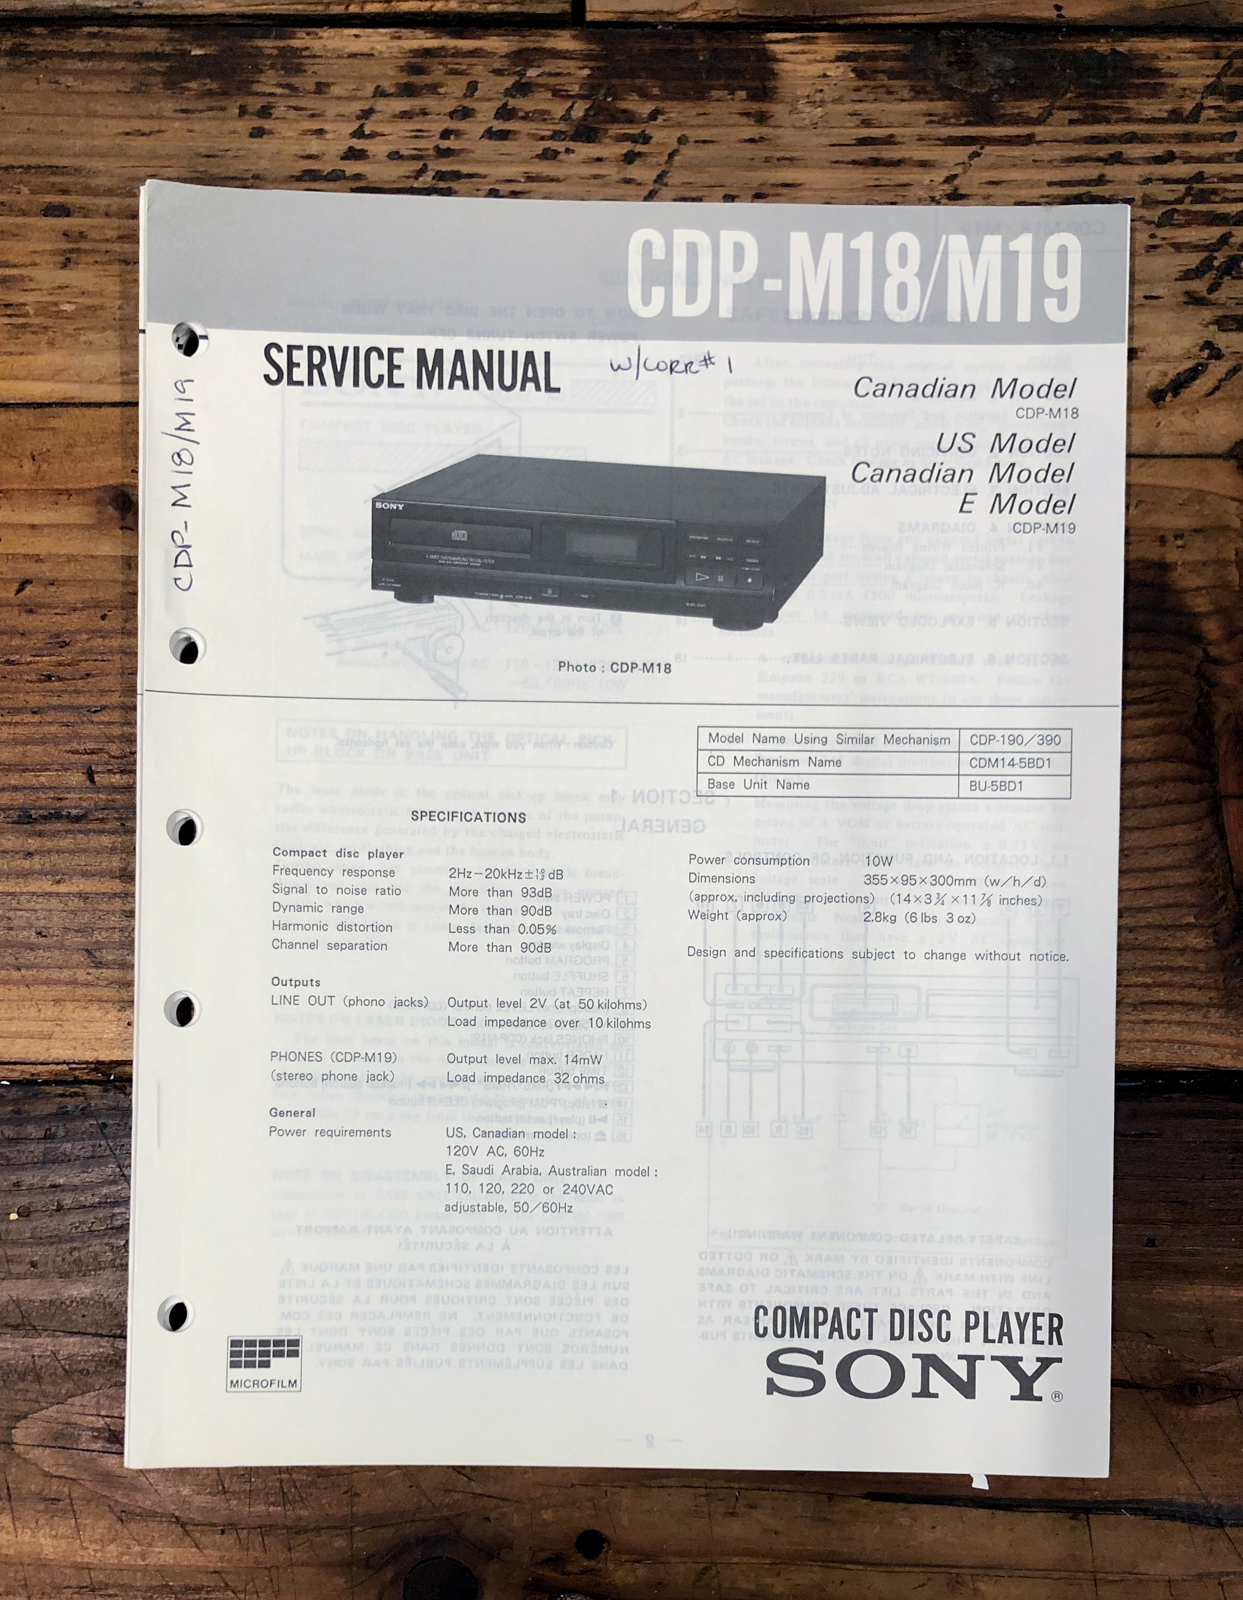 CDP-M18/M19
SERVICE MANUAL
W/CORR#1
CDP-M18/M19
Canadian Model
CDP-M18
US Model
Canadian Model
E Model
CDP-M19
SONY
Photo : CDP-M18
Model Name Using Similar Mechanism CDP-190/390
CD Mechanism Name CDM14-5BD1
Base Unit Name BU-5BD1
SPECIFICATIONS
Compact disc player
Frequency response 2Hz-20kHz± dB
Signal to noise ratio More than 93dB
Dynamic range More than 90dB
Harmonic distortion Less than 0.05%
Channel separation More than 90dB
Outputs
LINE OUT (phono jacks) Output level 2V (at 50 kilohms)
Load impedance over 10 kilohms
PHONES (CDP-M19) Output level max. 14mW
(stereo phone jack) Load impedance 32 ohms
General
Power requirements US, Canadian model :
120V AC, 60Hz
E, Saudi Arabia, Australian model :
110, 120, 220 or 240VAC
adjustable, 50/60Hz
Power consumption 10W
Dimensions 355×95×300mm (w/h/d)
(approx. including projections) (14×3¾×11⅞ inches)
Weight (approx) 2.8kg (6 lbs 3 oz)
Design and specifications subject to change without notice.
MICROFILM
COMPACT DISC PLAYER
SONY®